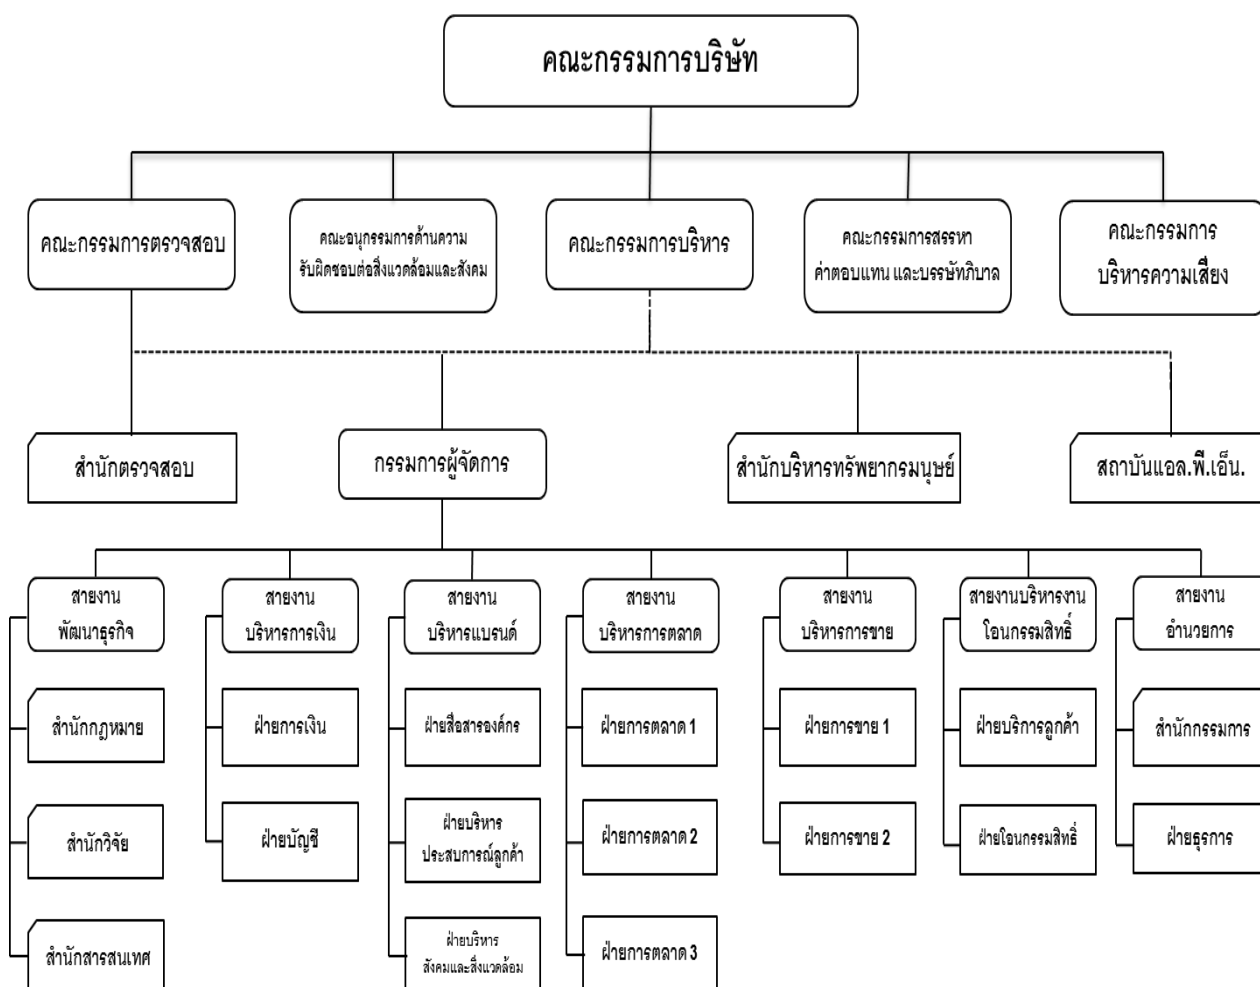 คณะกรรมการบริษัท
คณะกรรมการตรวจสอบ
คณะอนุกรรมการด้านความ
รับผิดชอบต่อสิ่งแวดล้อมและสังคม
คณะกรรมการบริหาร
คณะกรรมการสรรหา
ค่าตอบแทน และบรรษัทภิบาล
คณะกรรมการ
บริหารความเสี่ยง
สำนักตรวจสอบ
กรรมการผู้จัดการ
สำนักบริหารทรัพยากรมนุษย์
สถาบันแอล.พี.เอ็น.
สายงาน
พัฒนาธุรกิจ
สายงาน
บริหารการเงิน
สายงาน
บริหารแบรนด์
สายงาน
บริหารการตลาด
สายงาน
บริหารการขาย
สายงานบริหารงาน
โอนกรรมสิทธิ์
สายงาน
อำนวยการ
สำนักกฎหมาย
ฝ่ายการเงิน
ฝ่ายสื่อสารองค์กร
ฝ่ายการตลาด 1
ฝ่ายการขาย 1
ฝ่ายบริการลูกค้า
สำนักกรรมการ
สำนักวิจัย
ฝ่ายบัญชี
ฝ่ายบริหาร
ประสบการณ์ลูกค้า
ฝ่ายการตลาด 2
ฝ่ายการขาย 2
ฝ่ายโอนกรรมสิทธิ์
ฝ่ายธุรการ
สำนักสารสนเทศ
ฝ่ายบริหาร
สังคมและสิ่งแวดล้อม
ฝ่ายการตลาด 3